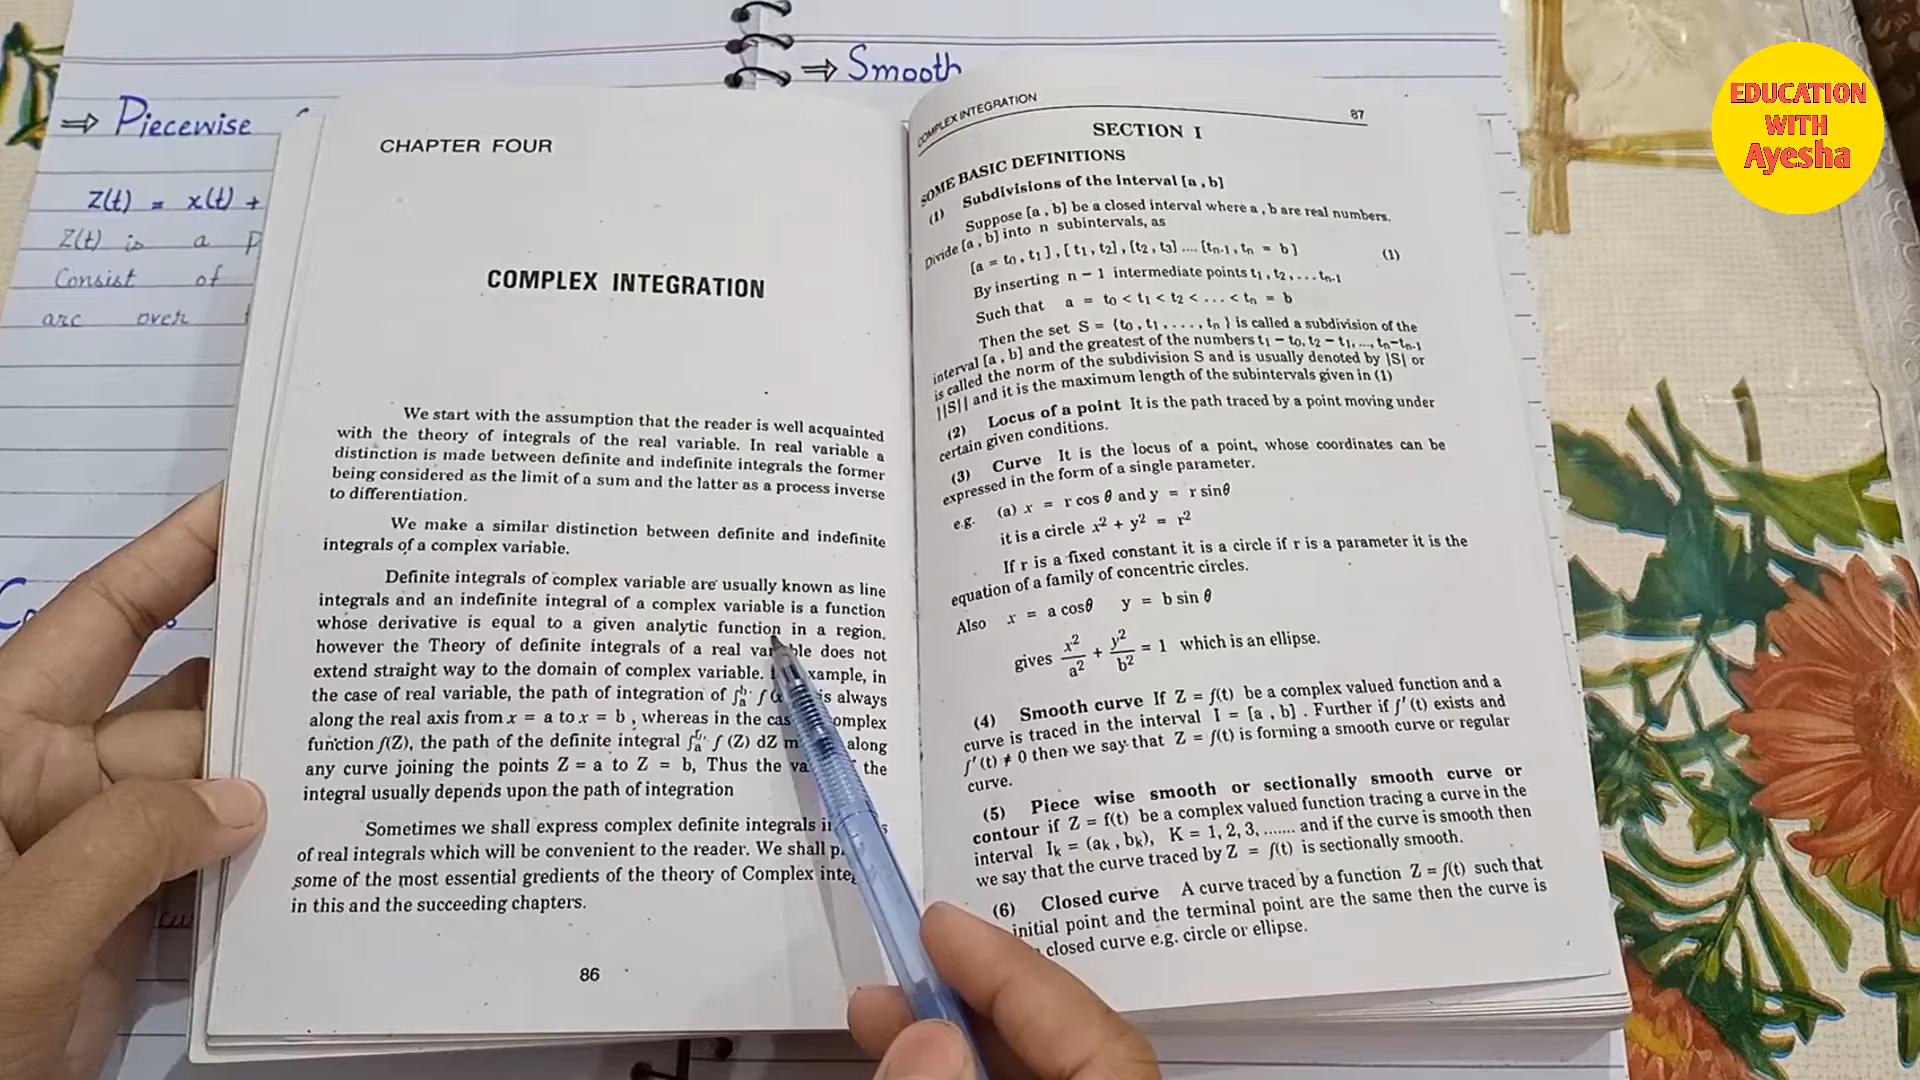 ⇒ Smooth
⇒ Piecewise
Z(t) = x(t) +
Z(t) is a
Consist of
arc over
EDUCATION
WITH
Ayesha
CHAPTER FOUR
COMPLEX INTEGRATION
We start with the assumption that the reader is well acquainted
with the theory of integrals of the real variable. In real variable a
distinction is made between definite and indefinite integrals the former
being considered as the limit of a sum and the latter as a process inverse
to differentiation.
We make a similar distinction between definite and indefinite
integrals of a complex variable.
Definite integrals of complex variable are usually known as line
integrals and an indefinite integral of a complex variable is a function
whose derivative is equal to a given analytic function in a region,
however the Theory of definite integrals of a real variable does not
extend straight way to the domain of complex variable. example, in
the case of real variable, the path of integration of ∫ₐᵇ f is always
along the real axis from x = a to x = b, whereas in the complex
function f(Z), the path of the definite integral ∫ₐᵇ f (Z) dZ along
any curve joining the points Z = a to Z = b, Thus the the
integral usually depends upon the path of integration
Sometimes we shall express complex definite integrals
of real integrals which will be convenient to the reader. We shall
some of the most essential gredients of the theory of Complex
in this and the succeeding chapters.
86
COMPLEX INTEGRATION 87
SECTION I
SOME BASIC DEFINITIONS
(1) Subdivisions of the interval [a , b]
Suppose [a , b] be a closed interval where a , b are real numbers.
Divide [a , b] into n subintervals, as
[a = t₀ , t₁ ] , [ t₁ , t₂] , [t₂ , t₃] .... [tₙ₋₁ , tₙ = b ] (1)
By inserting n − 1 intermediate points t₁ , t₂ , . . . tₙ₋₁
Such that a = t₀ < t₁ < t₂ < . . . < tₙ = b
Then the set S = {t₀ , t₁ , . . . . , tₙ } is called a subdivision of the
interval [a , b] and the greatest of the numbers t₁ − t₀, t₂ − t₁, ..., tₙ−tₙ₋₁
is called the norm of the subdivision S and is usually denoted by |S| or
||S|| and it is the maximum length of the subintervals given in (1)
(2) Locus of a point It is the path traced by a point moving under
certain given conditions.
(3) Curve It is the locus of a point, whose coordinates can be
expressed in the form of a single parameter.
e.g. (a) x = r cos θ and y = r sinθ
it is a circle x² + y² = r²
If r is a fixed constant it is a circle if r is a parameter it is the
equation of a family of concentric circles.
Also x = a cosθ y = b sin θ
gives x²/a² + y²/b² = 1 which is an ellipse.
(4) Smooth curve If Z = f(t) be a complex valued function and a
curve is traced in the interval I = [a , b] . Further if f′ (t) exists and
f′ (t) ≠ 0 then we say that Z = f(t) is forming a smooth curve or regular
curve.
(5) Piece wise smooth or sectionally smooth curve or
contour if Z = f(t) be a complex valued function tracing a curve in the
interval Iₖ = (aₖ , bₖ), K = 1, 2, 3, ....... and if the curve is smooth then
we say that the curve traced by Z = f(t) is sectionally smooth.
(6) Closed curve A curve traced by a function Z = f(t) such that
initial point and the terminal point are the same then the curve is
closed curve e.g. circle or ellipse.